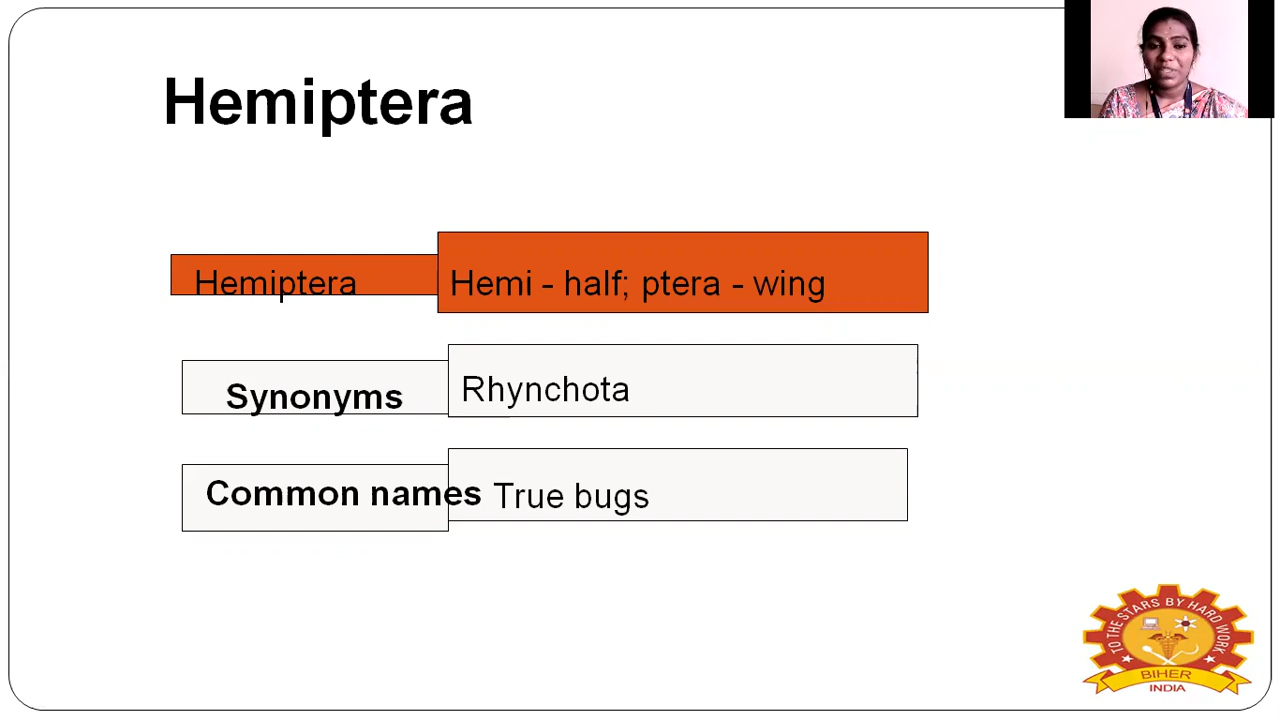 Hemiptera
Hemiptera
Hemi - half; ptera - wing
Synonyms
Rhynchota
Common names
True bugs
TO THE STARS BY HARD WORK
BIHER
INDIA